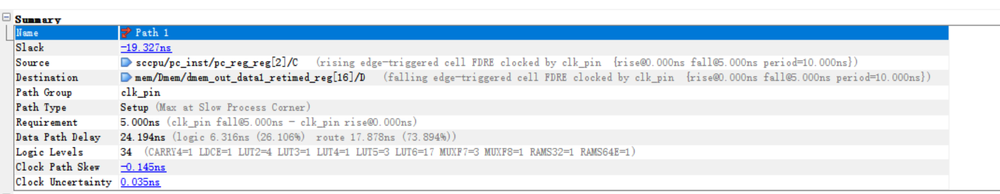 Summary
Name Path 1
Slack -19.327ns
Source sccpu/pc_inst/pc_reg_reg[2]/C (rising edge-triggered cell FDRE clocked by clk_pin {rise@0.000ns fall@5.000ns period=10.000ns})
Destination mem/Dmem/dmem_out_data1_retimed_reg[16]/D (falling edge-triggered cell FDRE clocked by clk_pin {rise@0.000ns fall@5.000ns period=10.000ns})
Path Group clk_pin
Path Type Setup (Max at Slow Process Corner)
Requirement 5.000ns (clk_pin fall@5.000ns - clk_pin rise@0.000ns)
Data Path Delay 24.194ns (logic 6.316ns (26.106%) route 17.878ns (73.894%))
Logic Levels 34 (CARRY4=1 LDCE=1 LUT2=4 LUT3=1 LUT4=1 LUT5=3 LUT6=17 MUXF7=3 MUXF8=1 RAMS32=1 RAMS64E=1)
Clock Path Skew -0.145ns
Clock Uncertainty 0.035ns